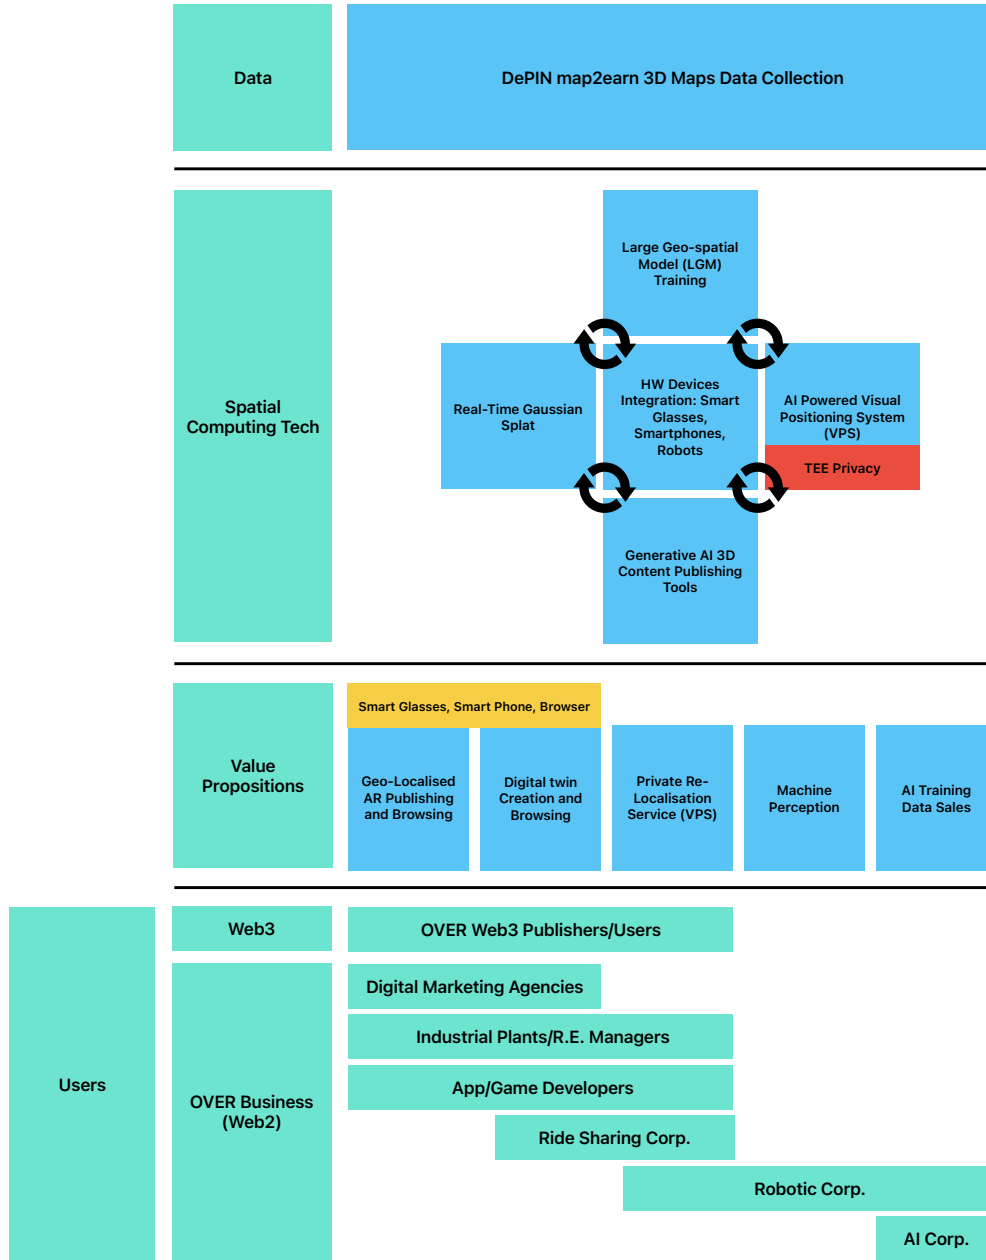 Data
DePIN map2earn 3D Maps Data Collection
Spatial
Computing Tech
Large Geo-spatial
Model (LGM)
Training
Real-Time Gaussian
Splat
HW Devices
Integration: Smart
Glasses,
Smartphones,
Robots
AI Powered Visual
Positioning System
(VPS)
TEE Privacy
Generative AI 3D
Content Publishing
Tools
Value
Propositions
Smart Glasses, Smart Phone, Browser
Geo-Localised
AR Publishing
and Browsing
Digital twin
Creation and
Browsing
Private Re-
Localisation
Service (VPS)
Machine
Perception
AI Training
Data Sales
Users
Web3
OVER Web3 Publishers/Users
OVER Business
(Web2)
Digital Marketing Agencies
Industrial Plants/R.E. Managers
App/Game Developers
Ride Sharing Corp.
Robotic Corp.
AI Corp.